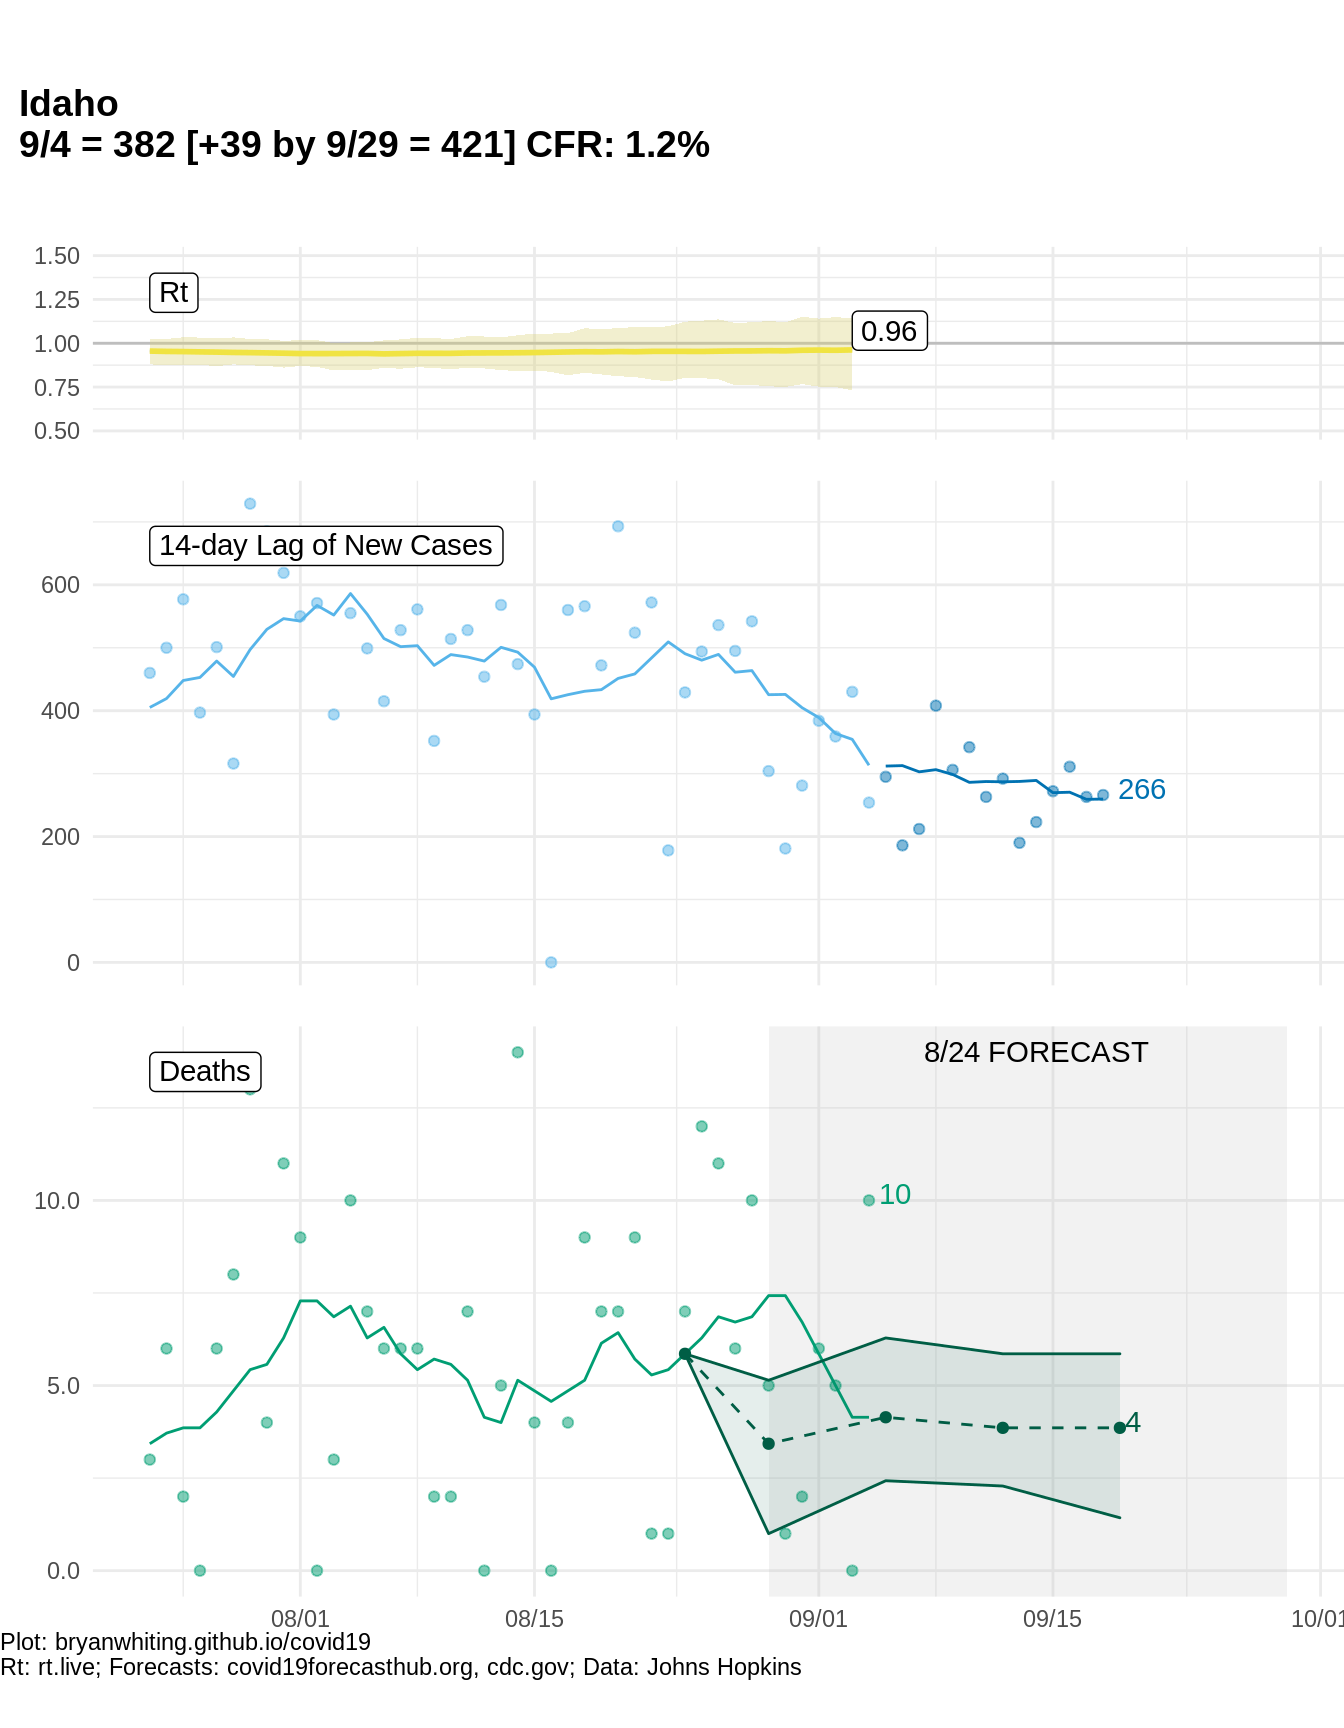 Idaho
9/4 = 382 [+39 by 9/29 = 421] CFR: 1.2%
1.50
1.25
1.00
0.75
0.50
Rt
0.96
14-day Lag of New Cases
600
400
200
0
266
Deaths
8/24 FORECAST
10.0
5.0
0.0
10
4
08/01
08/15
09/01
09/15
10/01
Plot: bryanwhiting.github.io/covid19
Rt: rt.live; Forecasts: covid19forecasthub.org, cdc.gov; Data: Johns Hopkins